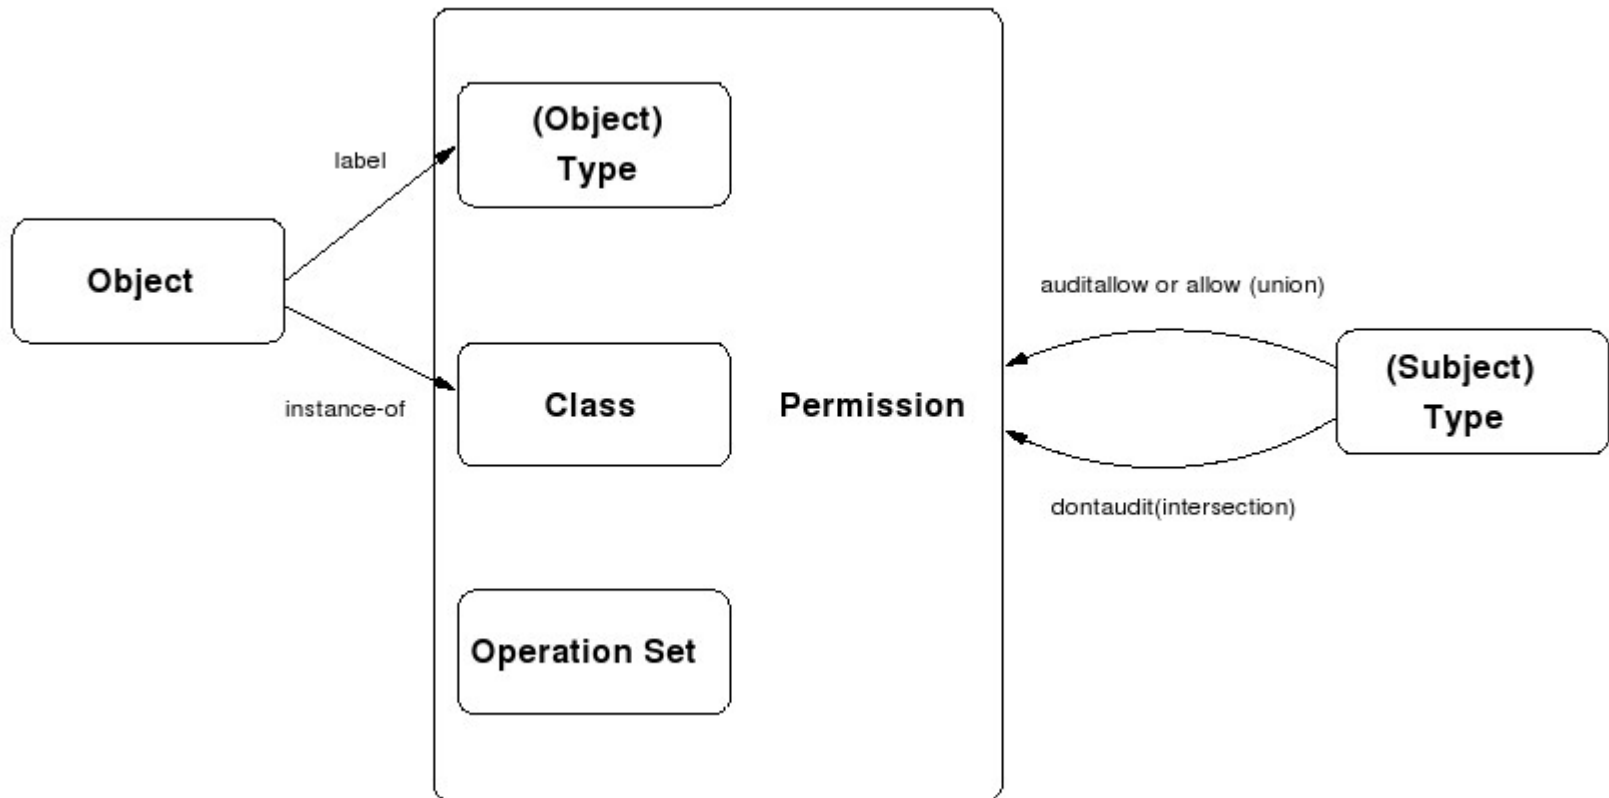 (Object)
Type
label
Object
auditallow or allow (union)
(Subject)
Type
instance-of
Class
Permission
dontaudit(intersection)
Operation Set